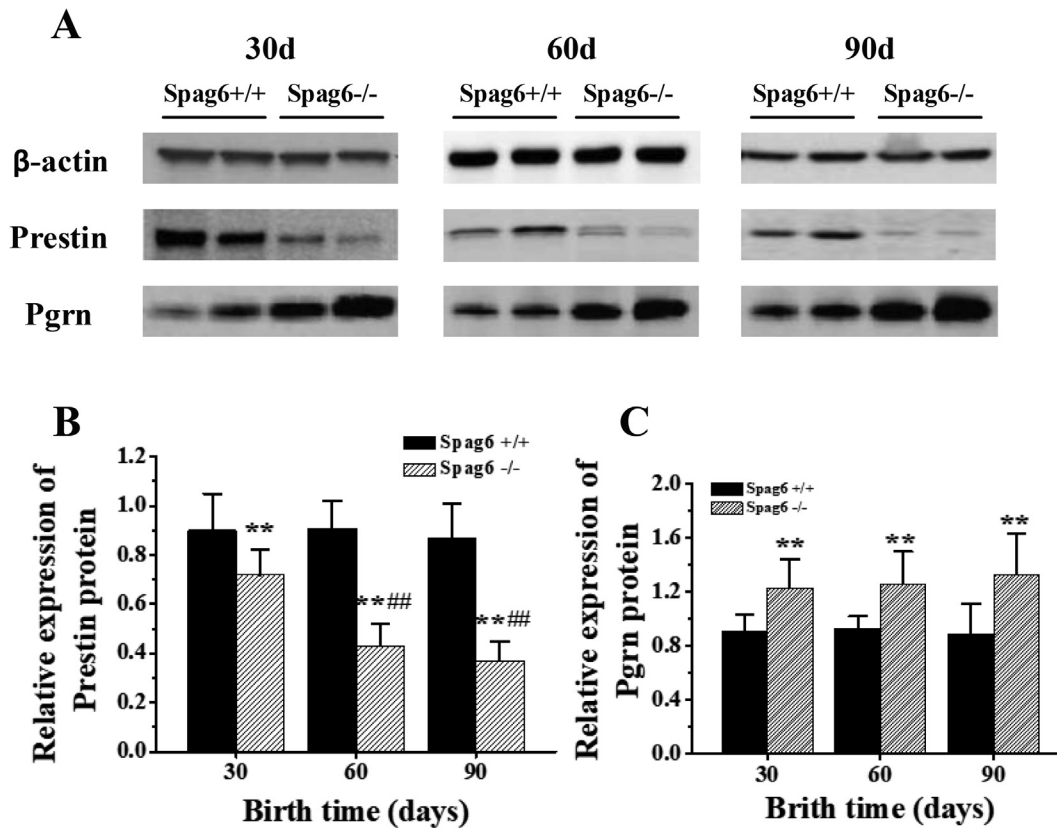 A
30d 60d 90d
Spag6+/+ Spag6-/- Spag6+/+ Spag6-/- Spag6+/+ Spag6-/-
β-actin
Prestin
Pgrn
B
Spag6 +/+
Spag6 -/-
Relative expression of
Prestin protein
1.2
1.0
0.8
0.6
0.4
0.2
0.0
**
**##
**##
30 60 90
Birth time (days)
C
Spag6 +/+
Spag6 -/-
Relative expression of
Pgrn protein
2.0
1.6
1.2
0.8
0.4
0.0
**
**
**
30 60 90
Brith time (days)